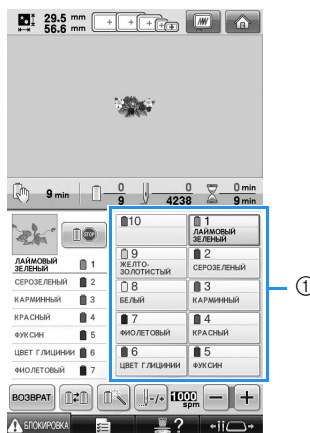 29.5 mm
56.6 mm
9 min
0
9
0
4238
0 min
9 min
STOP
ЛАЙМОВЫЙ ЗЕЛЕНЫЙ 1
СЕРОЗЕЛЕНЫЙ 2
КАРМИННЫЙ 3
КРАСНЫЙ 4
ФУКСИН 5
ЦВЕТ ГЛИЦИНИИ 6
ФИОЛЕТОВЫЙ 7
10
1
ЛАЙМОВЫЙ
ЗЕЛЕНЫЙ
9
ЖЕЛТО-
ЗОЛОТИСТЫЙ
2
СЕРОЗЕЛЕНЫЙ
8
БЕЛЫЙ
3
КАРМИННЫЙ
7
ФИОЛЕТОВЫЙ
4
КРАСНЫЙ
6
ЦВЕТ ГЛИЦИНИИ
5
ФУКСИН
1
ВОЗВРАТ
-/+
1000
spm
− +
БЛОКИРОВКА
?